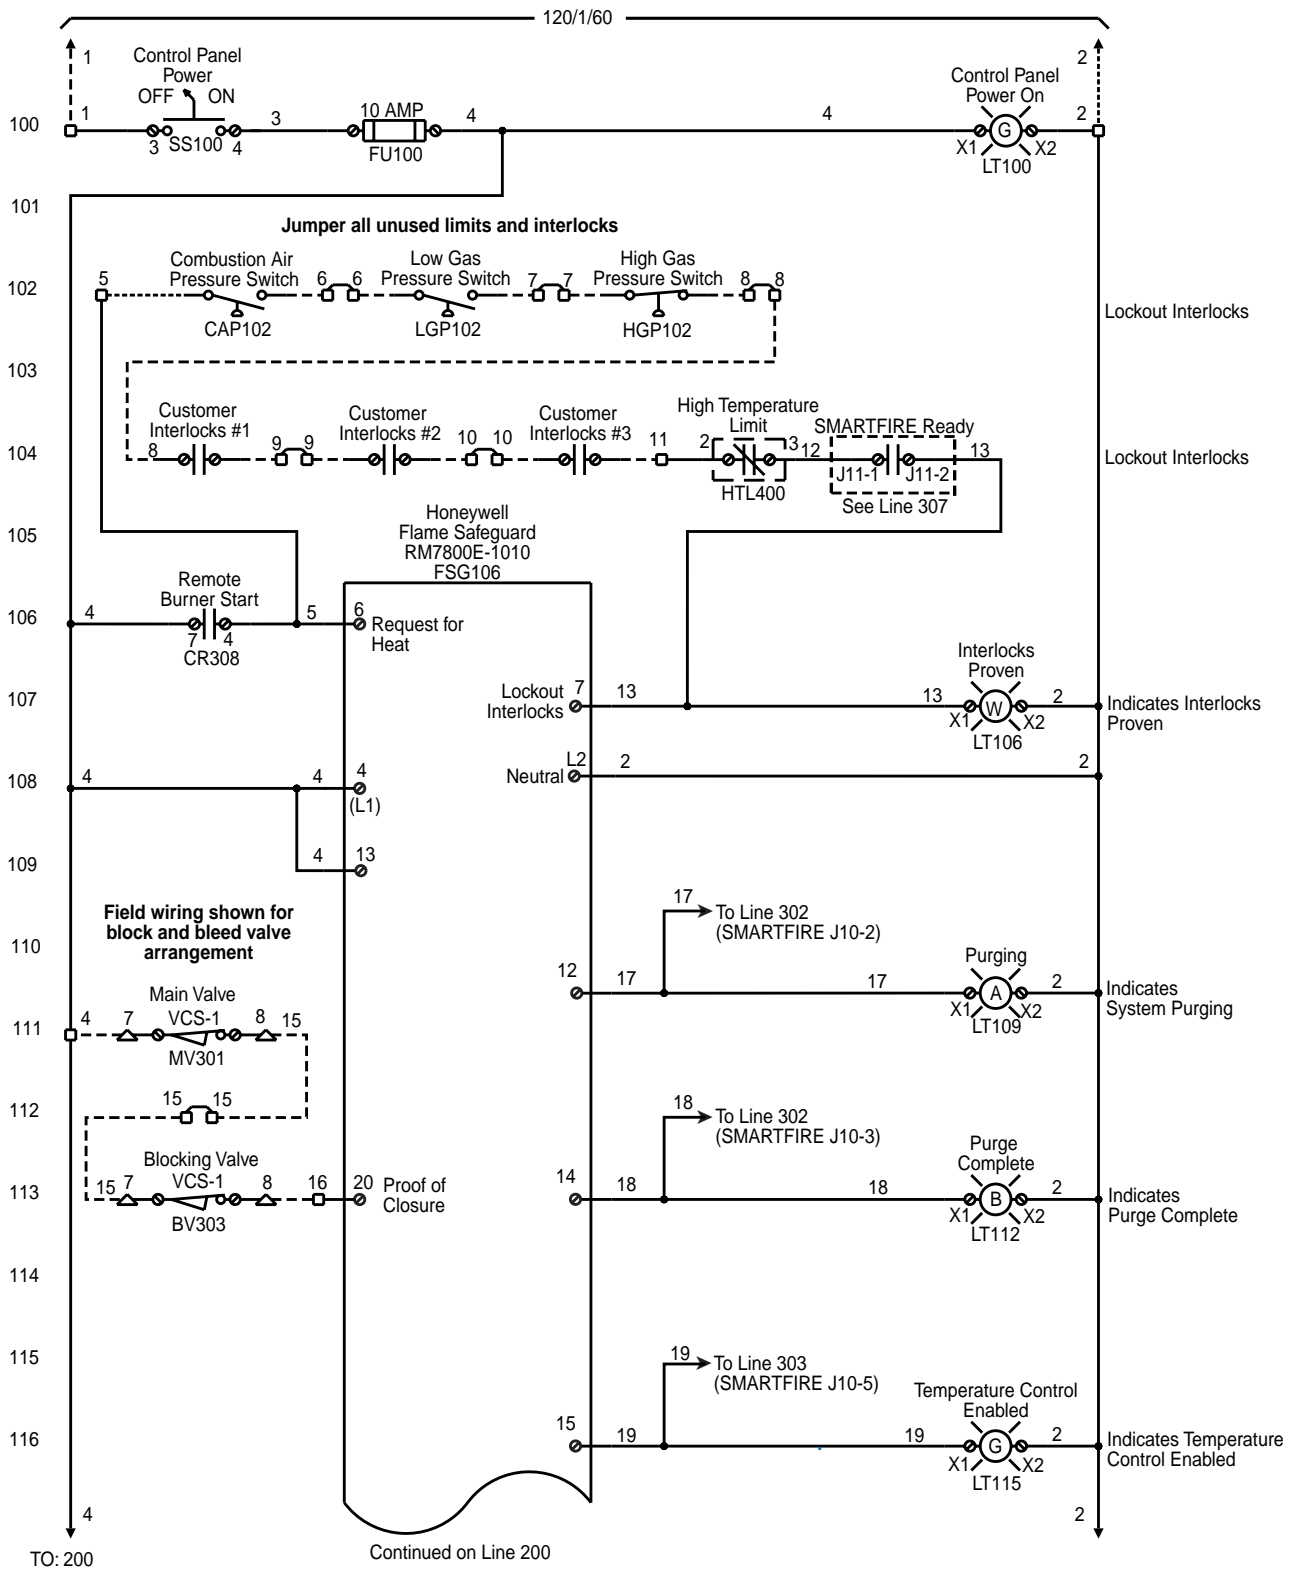 120/1/60
1
2
Control Panel
Power
OFF ON
Control Panel
Power On
100
1
3
10 AMP
4
4
G
2
3 SS100 4
FU100
X1
X2
LT100
101
Jumper all unused limits and interlocks
Combustion Air
Pressure Switch
Low Gas
Pressure Switch
High Gas
Pressure Switch
102
5
6 6
7 7
8 8
CAP102
LGP102
HGP102
Lockout Interlocks
103
Customer
Interlocks #1
Customer
Interlocks #2
Customer
Interlocks #3
High Temperature
Limit
SMARTFIRE Ready
104
8
9 9
10 10
11
2
3
12
J11-1
J11-2
13
Lockout Interlocks
HTL400
See Line 307
105
Honeywell
Flame Safeguard
RM7800E-1010
FSG106
Remote
Burner Start
106
4
5
6
Request for
Heat
7
4
CR308
Interlocks
Proven
107
Lockout
Interlocks
7
13
13
W
2
Indicates Interlocks
Proven
X1
X2
LT106
108
4
4
4
(L1)
Neutral
L2
2
2
109
4
13
Field wiring shown for
block and bleed valve
arrangement
17
To Line 302
(SMARTFIRE J10-2)
110
Purging
12
17
17
A
2
Indicates
System Purging
X1
X2
LT109
Main Valve
VCS-1
111
4
7
8
15
MV301
112
15
15
18
To Line 302
(SMARTFIRE J10-3)
Purge
Complete
Blocking Valve
VCS-1
113
15
7
8
16
20
Proof of
Closure
14
18
18
B
2
Indicates
Purge Complete
BV303
X1
X2
LT112
114
115
19
To Line 303
(SMARTFIRE J10-5)
Temperature Control
Enabled
116
15
19
19
G
2
Indicates Temperature
Control Enabled
X1
X2
LT115
4
2
TO: 200
Continued on Line 200